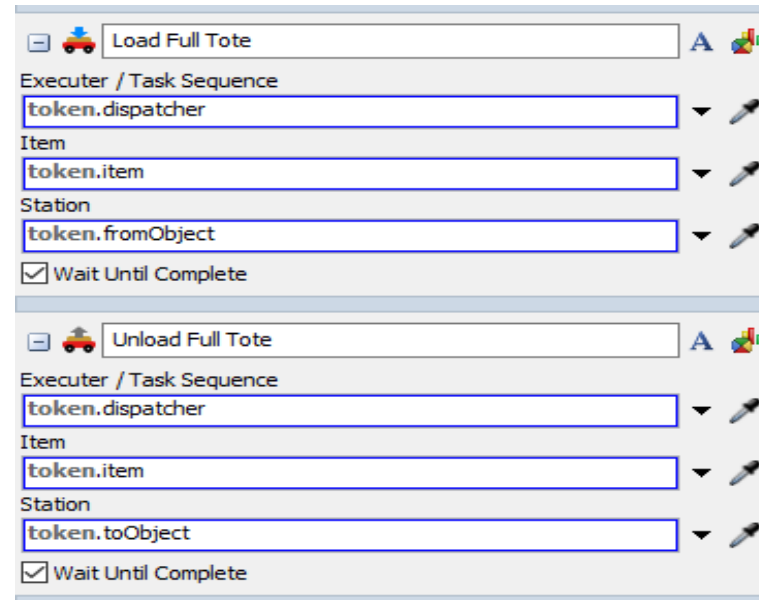 Load Full Tote A
Executer / Task Sequence
token.dispatcher
Item
token.item
Station
token.fromObject
Wait Until Complete
Unload Full Tote A
Executer / Task Sequence
token.dispatcher
Item
token.item
Station
token.toObject
Wait Until Complete